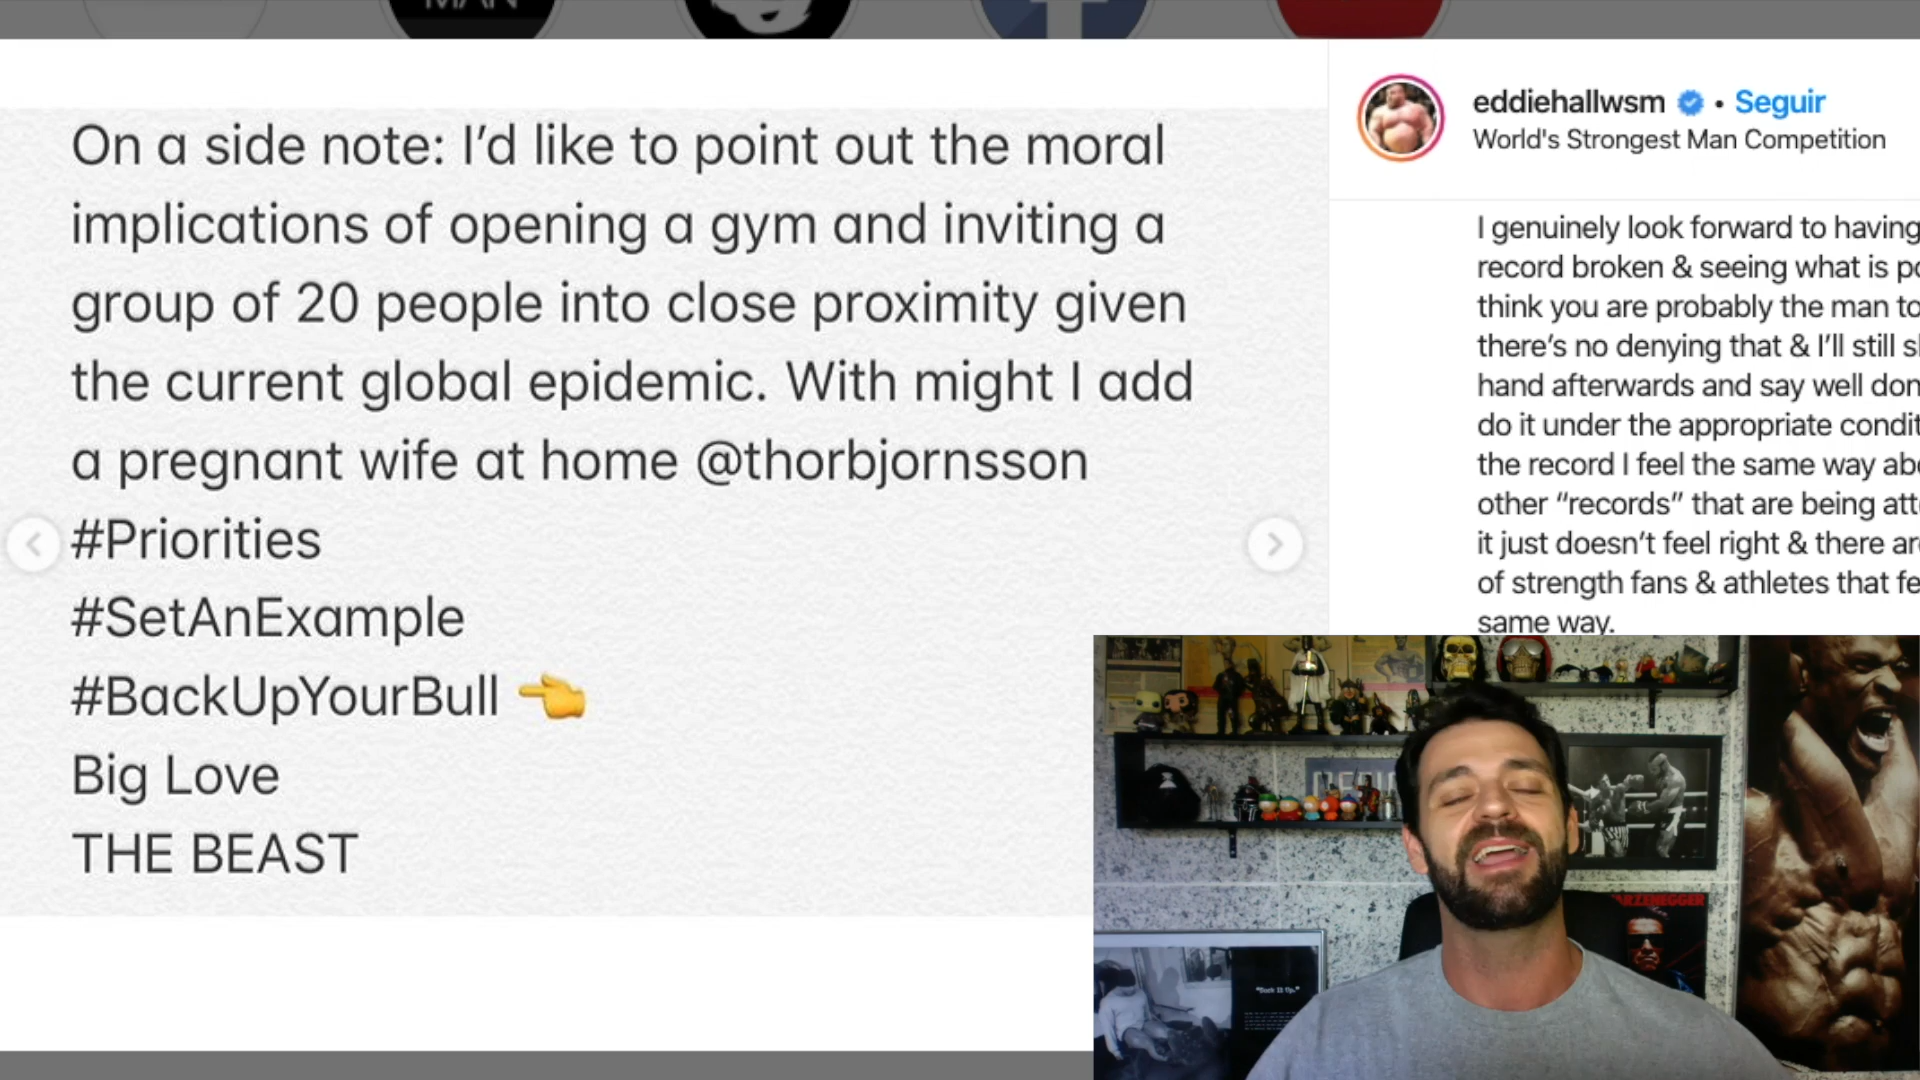 MAN
On a side note: I’d like to point out the moral
implications of opening a gym and inviting a
group of 20 people into close proximity given
the current global epidemic. With might I add
a pregnant wife at home @thorbjornsson
#Priorities
#SetAnExample
#BackUpYourBull 👈
Big Love
THE BEAST
eddiehallwsm • Seguir
World's Strongest Man Competition
I genuinely look forward to having
record broken & seeing what is
think you are probably the man to
there’s no denying that & I’ll still
hand afterwards and say well
do it under the appropriate
the record I feel the same way
other “records” that are being
it just doesn’t feel right & there
of strength fans & athletes that
same way.
"Suck It Up."